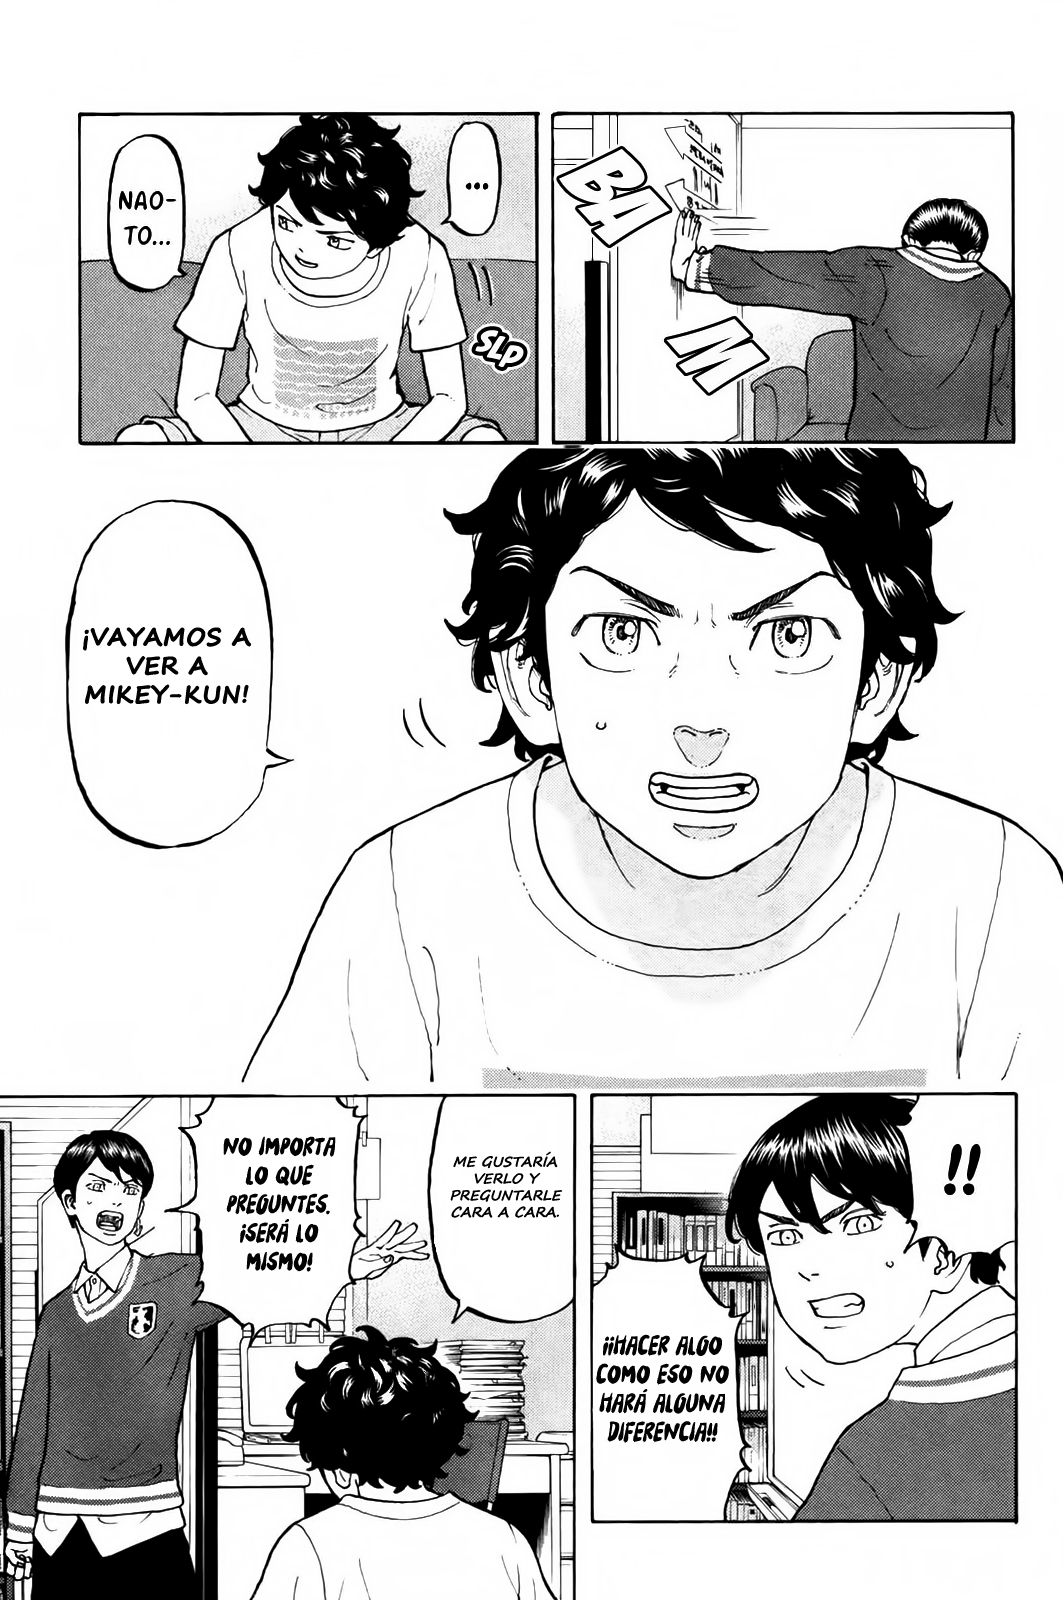 BA
M
...
SLP
NAO-
TO...
¡VAYAMOS A
VER A
MIKEY-KUN!
!!
¡¡HACER ALGO
COMO ESO NO
HARÁ ALGUNA
DIFERENCIA!!
ME GUSTARÍA
VERLO Y
PREGUNTARLE
CARA A CARA.
NO IMPORTA
LO QUE
PREGUNTES.
¡SERÁ LO
MISMO!